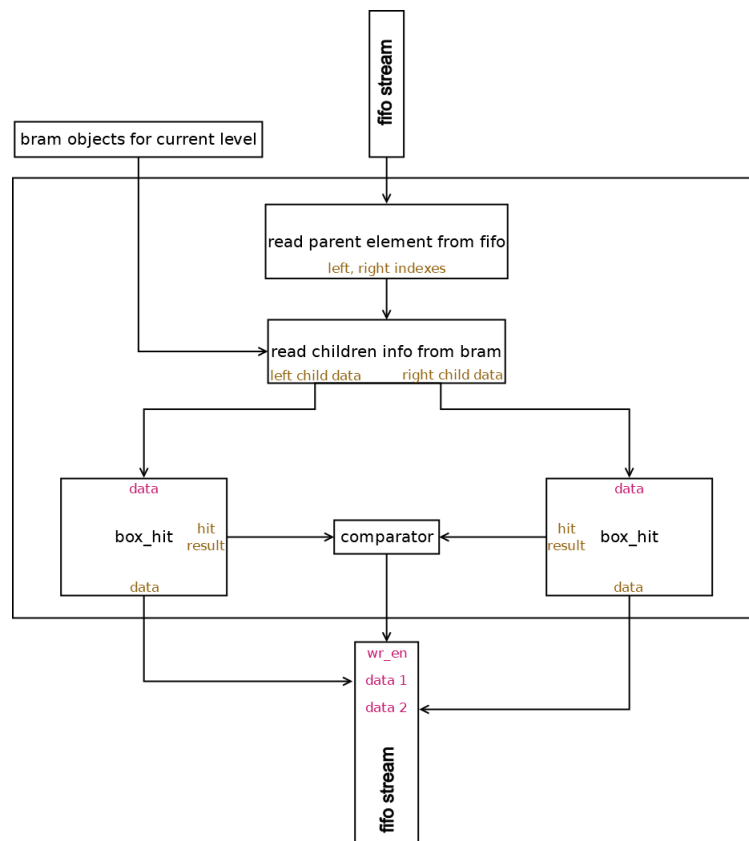 fifo stream
bram objects for current level
read parent element from fifo
left, right indexes
read children info from bram
left child data
right child data
data
box_hit
hit
result
data
comparator
data
hit
result
box_hit
data
wr_en
data 1
data 2
fifo stream